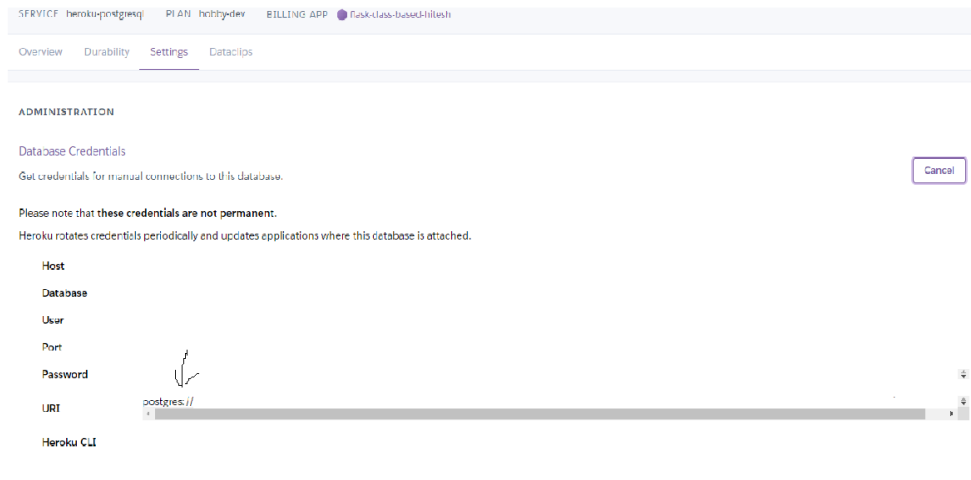 SERVICE heroku-postgresql PLAN hobby-dev BILLING APP flask-class-based-hitesh
Overview Durability Settings Dataclips
ADMINISTRATION
Database Credentials
Get credentials for manual connections to this database.
Cancel
Please note that these credentials are not permanent.
Heroku rotates credentials periodically and updates applications where this database is attached.
Host
Database
User
Port
Password
URI postgres://
Heroku CLI